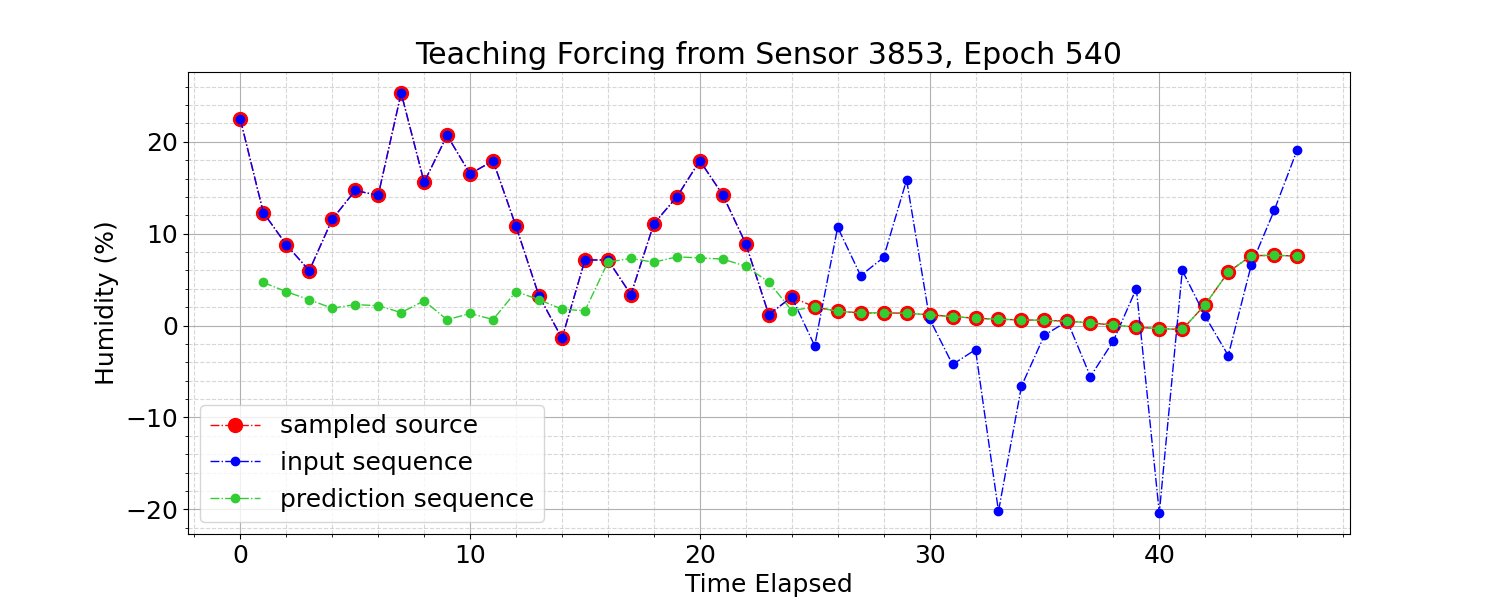 Teaching Forcing from Sensor 3853, Epoch 540
Humidity (%)
20
10
0
−10
−20
sampled source
input sequence
prediction sequence
0 10 20 30 40
Time Elapsed